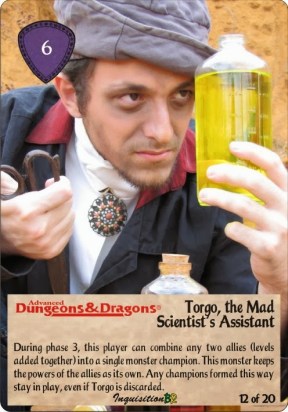 6
Advanced
Dungeons & Dragons®
Torgo, the Mad
Scientist's Assistant
During phase 3, this player can combine any two allies (levels
added together) into a single monster champion. This monster keeps
the powers of the allies as its own. Any champions formed this way
stay in play, even if Torgo is discarded.
InquisitionB2
12 of 20